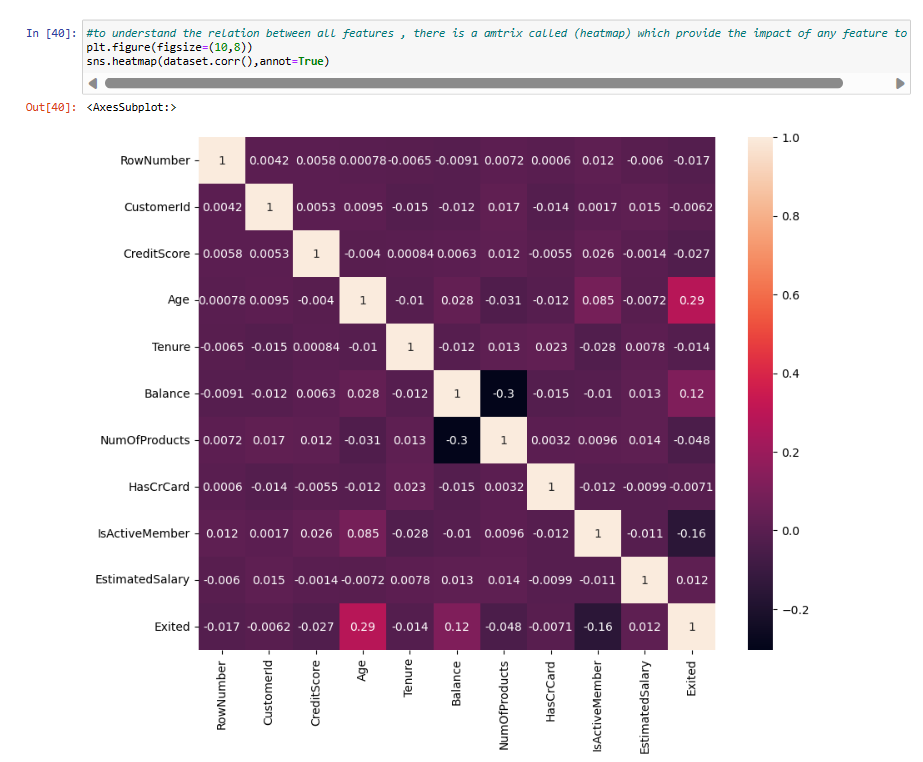 In [40]: #to understand the relation between all features , there is a amtrix called (heatmap) which provide the impact of any feature to
plt.figure(figsize=(10,8))
sns.heatmap(dataset.corr(),annot=True)
Out[40]: <AxesSubplot:>
RowNumber 1 0.0042 0.0058 0.00078 -0.0065 -0.0091 0.0072 0.0006 0.012 -0.006 -0.017
CustomerId 0.0042 1 0.0053 0.0095 -0.015 -0.012 0.017 -0.014 0.0017 0.015 -0.0062
CreditScore 0.0058 0.0053 1 -0.004 0.00084 0.0063 0.012 -0.0055 0.026 -0.0014 -0.027
Age 0.00078 0.0095 -0.004 1 -0.01 0.028 -0.031 -0.012 0.085 -0.0072 0.29
Tenure -0.0065 -0.015 0.00084 -0.01 1 -0.012 0.013 0.023 -0.028 0.0078 -0.014
Balance -0.0091 -0.012 0.0063 0.028 -0.012 1 -0.3 -0.015 -0.01 0.013 0.12
NumOfProducts 0.0072 0.017 0.012 -0.031 0.013 -0.3 1 0.0032 0.0096 0.014 -0.048
HasCrCard 0.0006 -0.014 -0.0055 -0.012 0.023 -0.015 0.0032 1 -0.012 -0.0099 -0.0071
IsActiveMember 0.012 0.0017 0.026 0.085 -0.028 -0.01 0.0096 -0.012 1 -0.011 -0.16
EstimatedSalary -0.006 0.015 -0.0014 -0.0072 0.0078 0.013 0.014 -0.0099 -0.011 1 0.012
Exited -0.017 -0.0062 -0.027 0.29 -0.014 0.12 -0.048 -0.0071 -0.16 0.012 1
RowNumber
CustomerId
CreditScore
Age
Tenure
Balance
NumOfProducts
HasCrCard
IsActiveMember
EstimatedSalary
Exited
1.0
0.8
0.6
0.4
0.2
0.0
−0.2